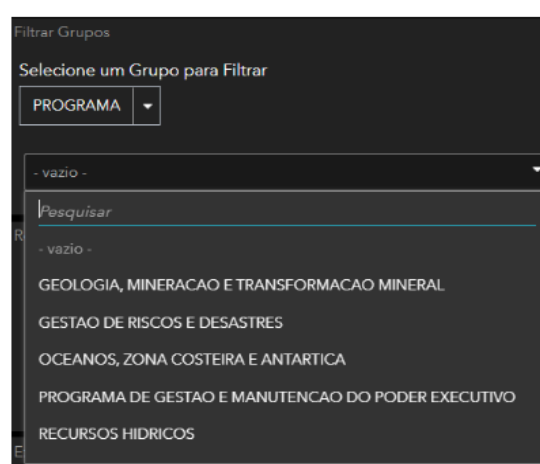 Filtrar Grupos
Selecione um Grupo para Filtrar
PROGRAMA
- vazio -
Pesquisar
R
- vazio -
GEOLOGIA, MINERACAO E TRANSFORMACAO MINERAL
GESTAO DE RISCOS E DESASTRES
OCEANOS, ZONA COSTEIRA E ANTARTICA
PROGRAMA DE GESTAO E MANUTENCAO DO PODER EXECUTIVO
RECURSOS HIDRICOS
E